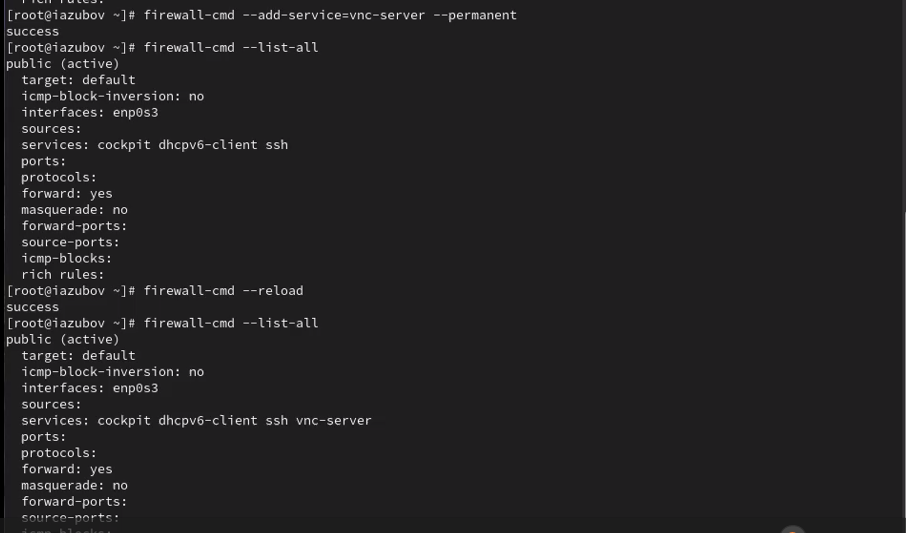 rich rules:
[root@iazubov ~]# firewall-cmd --add-service=vnc-server --permanent
success
[root@iazubov ~]# firewall-cmd --list-all
public (active)
  target: default
  icmp-block-inversion: no
  interfaces: enp0s3
  sources:
  services: cockpit dhcpv6-client ssh
  ports:
  protocols:
  forward: yes
  masquerade: no
  forward-ports:
  source-ports:
  icmp-blocks:
  rich rules:
[root@iazubov ~]# firewall-cmd --reload
success
[root@iazubov ~]# firewall-cmd --list-all
public (active)
  target: default
  icmp-block-inversion: no
  interfaces: enp0s3
  sources:
  services: cockpit dhcpv6-client ssh vnc-server
  ports:
  protocols:
  forward: yes
  masquerade: no
  forward-ports:
  source-ports:
  icmp-blocks: